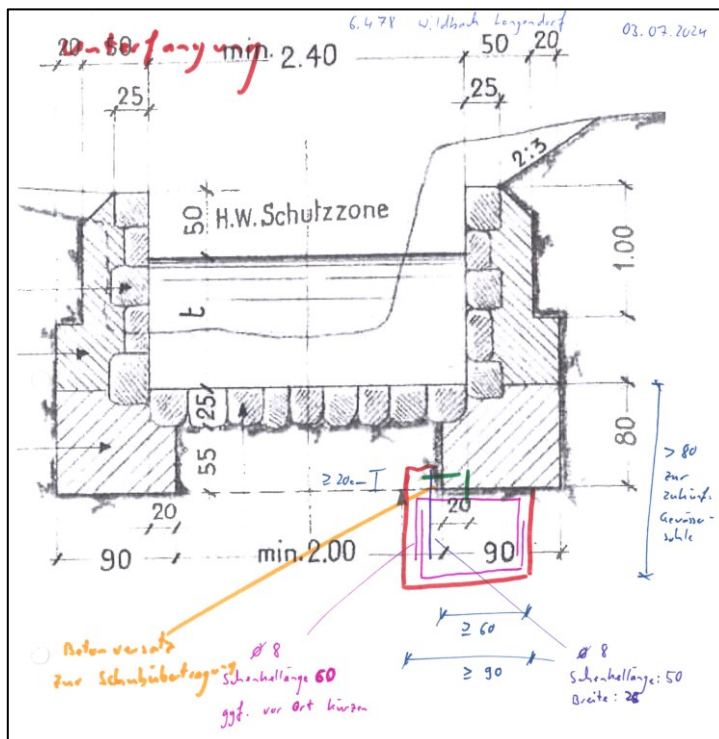 6.478 Wildbach Langendorf
03.07.2024
Unterfangung
20 50
min. 2.40
50 20
25
25
2:3
50
H.W. Schutzzone
1.00
t
25
55
80
≥ 20cm
> 80
zur
zukünf.
Gewässer-
sohle
20
20
90
min. 2.00
90
≥ 60
≥ 90
Betonversatz
zur Schubübertragung
Ø 8
Schenkellänge 60
ggf. vor Ort kürzen
Ø 8
Schenkellänge: 50
Breite: 25